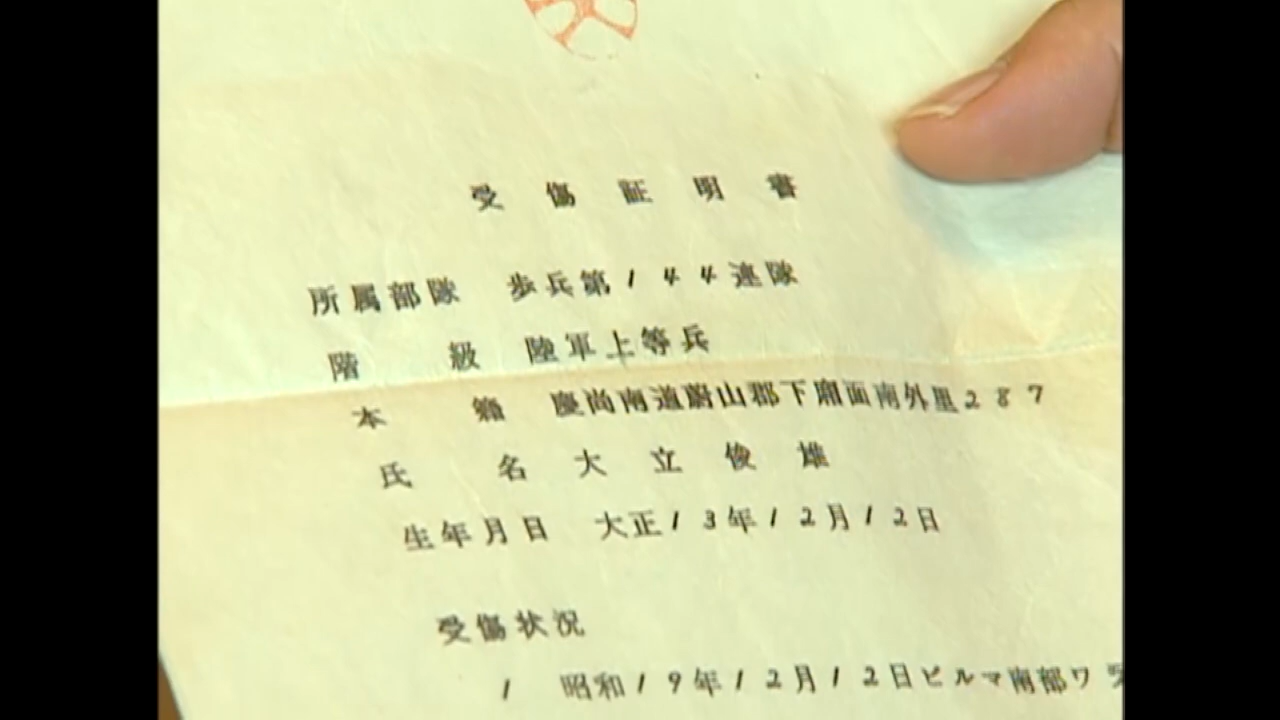 受傷証明書
所属部隊 歩兵第144連隊
階級 陸軍上等兵
本籍 慶尚南道蔚山郡下廂面南外里287
氏名 大立俊雄
生年月日 大正13年12月12日
受傷状況
1 昭和19年12月12日ビルマ南部ワ